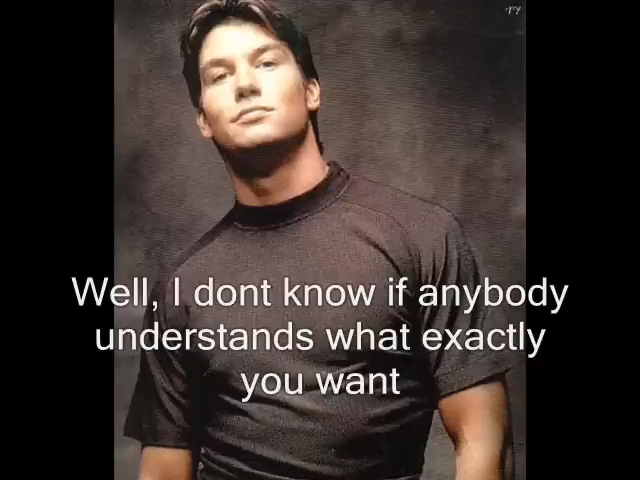 Well, I dont know if anybody
understands what exactly
you want